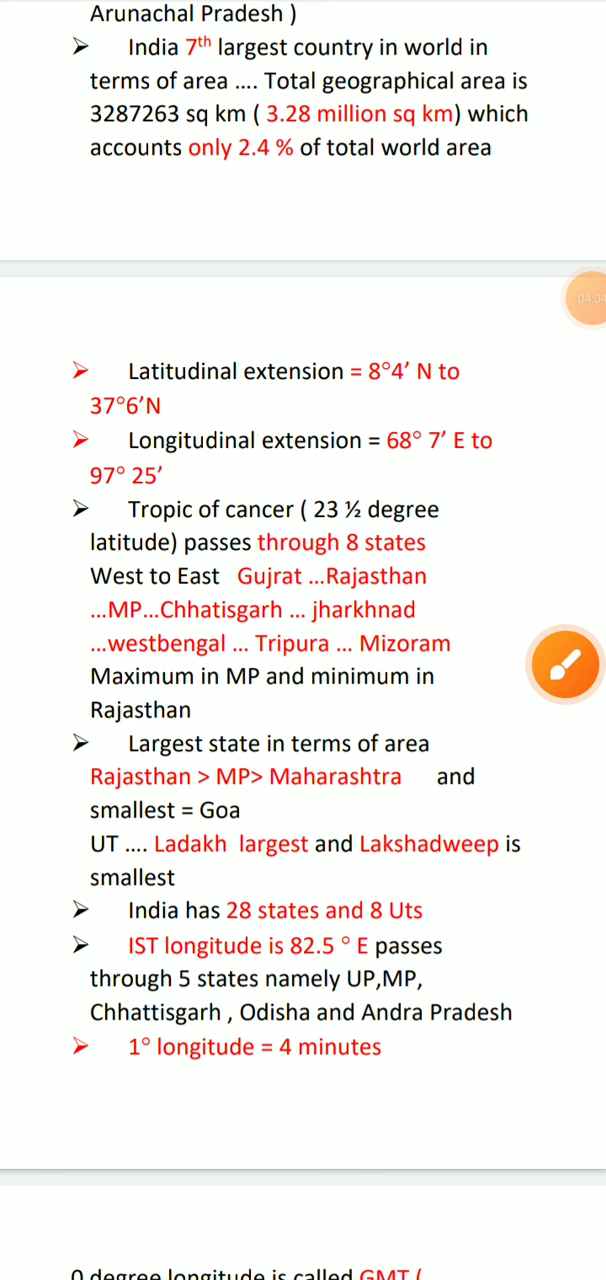 Arunachal Pradesh )
➢ India 7th largest country in world in
terms of area .... Total geographical area is
3287263 sq km ( 3.28 million sq km) which
accounts only 2.4 % of total world area
04:04
➢ Latitudinal extension = 8°4’ N to
37°6’N
➢ Longitudinal extension = 68° 7’ E to
97° 25’
➢ Tropic of cancer ( 23 ½ degree
latitude) passes through 8 states
West to East Gujrat ...Rajasthan
...MP...Chhatisgarh ... jharkhnad
...westbengal ... Tripura ... Mizoram
Maximum in MP and minimum in
Rajasthan
➢ Largest state in terms of area
Rajasthan > MP> Maharashtra and
smallest = Goa
UT .... Ladakh largest and Lakshadweep is
smallest
➢ India has 28 states and 8 Uts
➢ IST longitude is 82.5 ° E passes
through 5 states namely UP,MP,
Chhattisgarh , Odisha and Andra Pradesh
➢ 1° longitude = 4 minutes
0 degree longitude is called GMT (